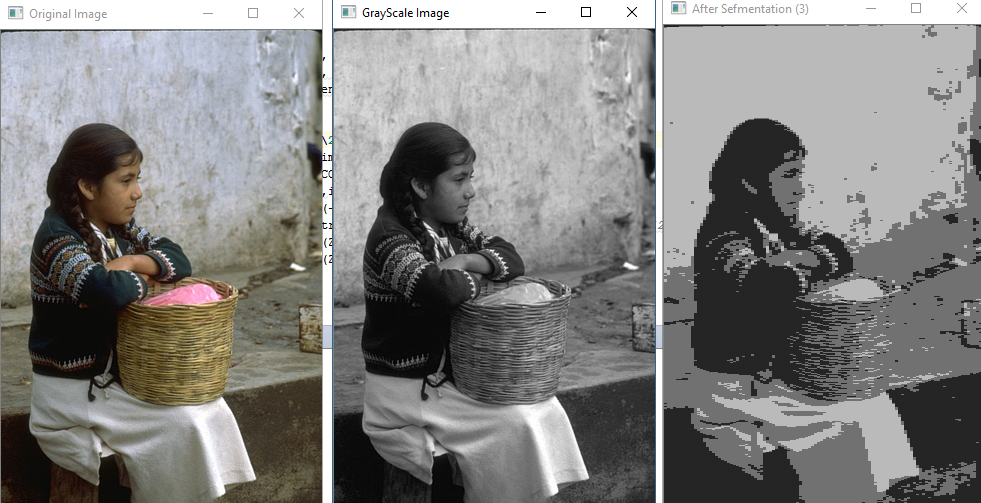 Original Image
GrayScale Image
After Sefmentation (3)